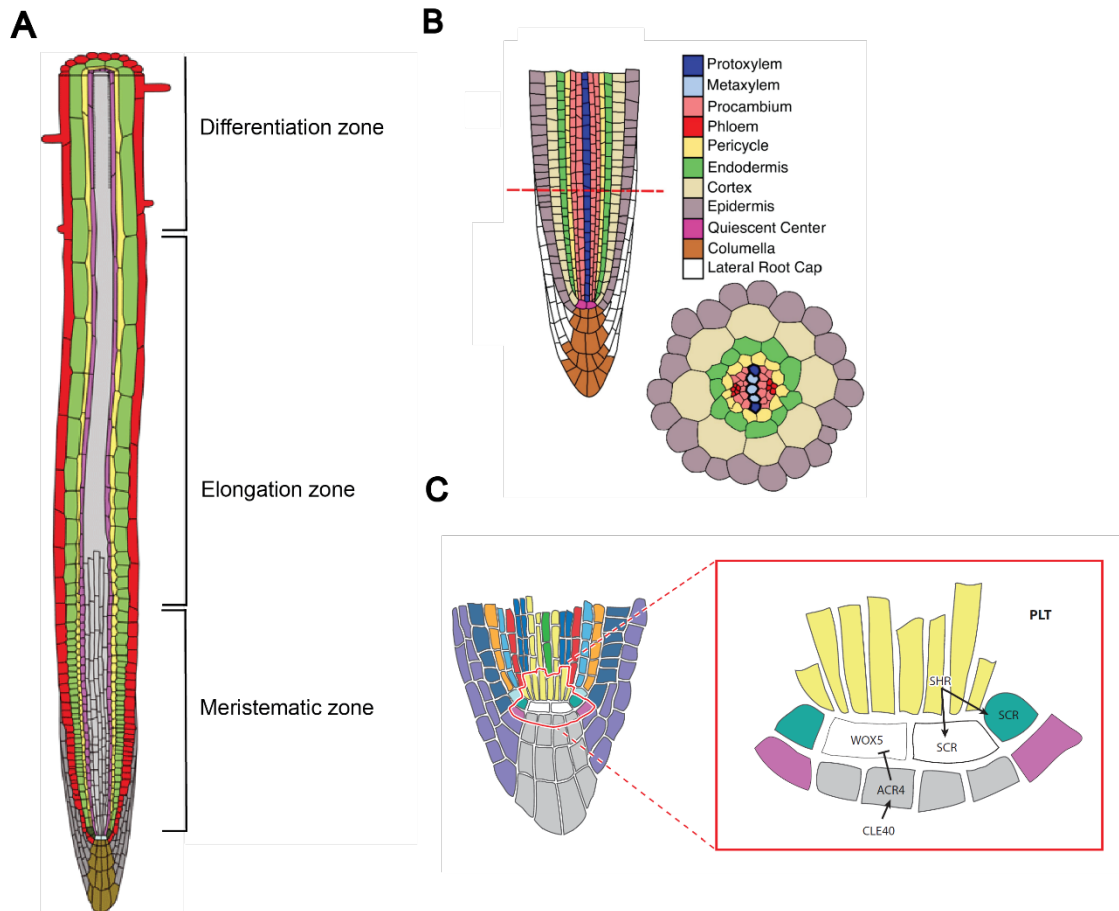 A
Differentiation zone
Elongation zone
Meristematic zone
B
Protoxylem
Metaxylem
Procambium
Phloem
Pericycle
Endodermis
Cortex
Epidermis
Quiescent Center
Columella
Lateral Root Cap
C
PLT
SHR
SCR
WOX5
SCR
ACR4
CLE40